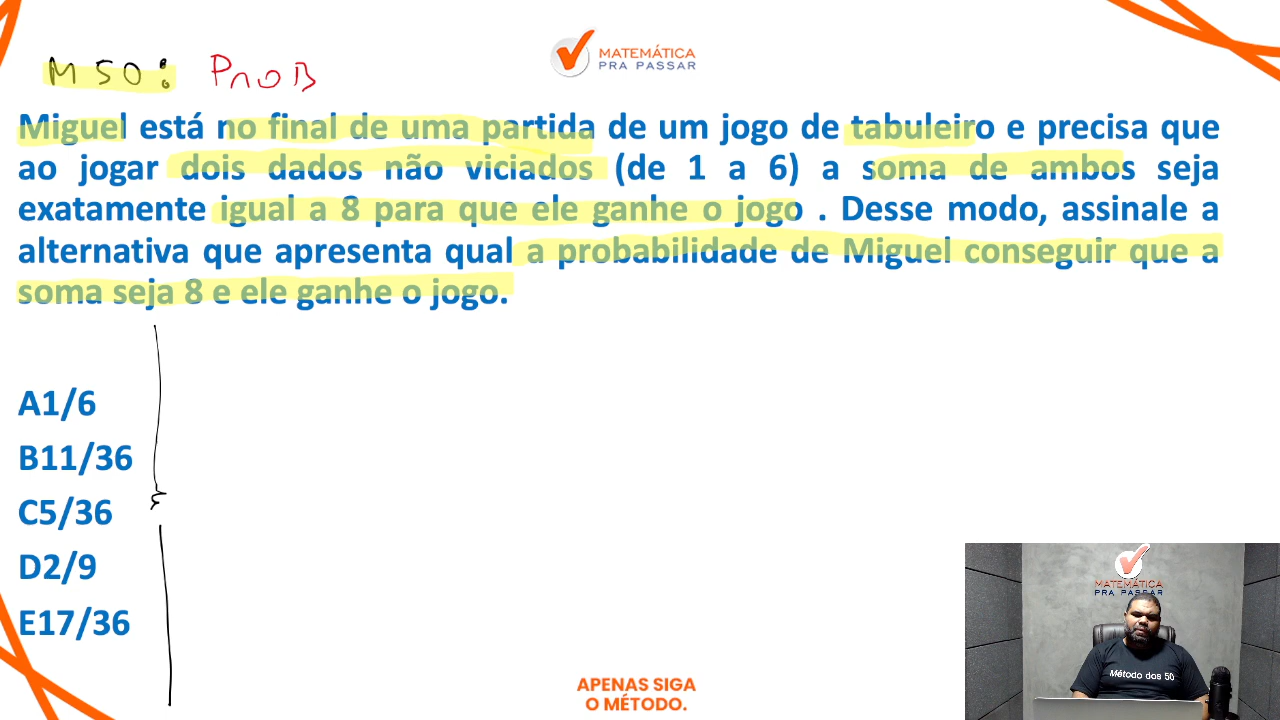 MATEMÁTICA
PRA PASSAR
M50: PROB
Miguel está no final de uma partida de um jogo de tabuleiro e precisa que
ao jogar dois dados não viciados (de 1 a 6) a soma de ambos seja
exatamente igual a 8 para que ele ganhe o jogo . Desse modo, assinale a
alternativa que apresenta qual a probabilidade de Miguel conseguir que a
soma seja 8 e ele ganhe o jogo.
A1/6
B11/36
C5/36
D2/9
E17/36
MATEMÁTICA
PRA PASSAR
Método dos 50
APENAS SIGA
O MÉTODO.